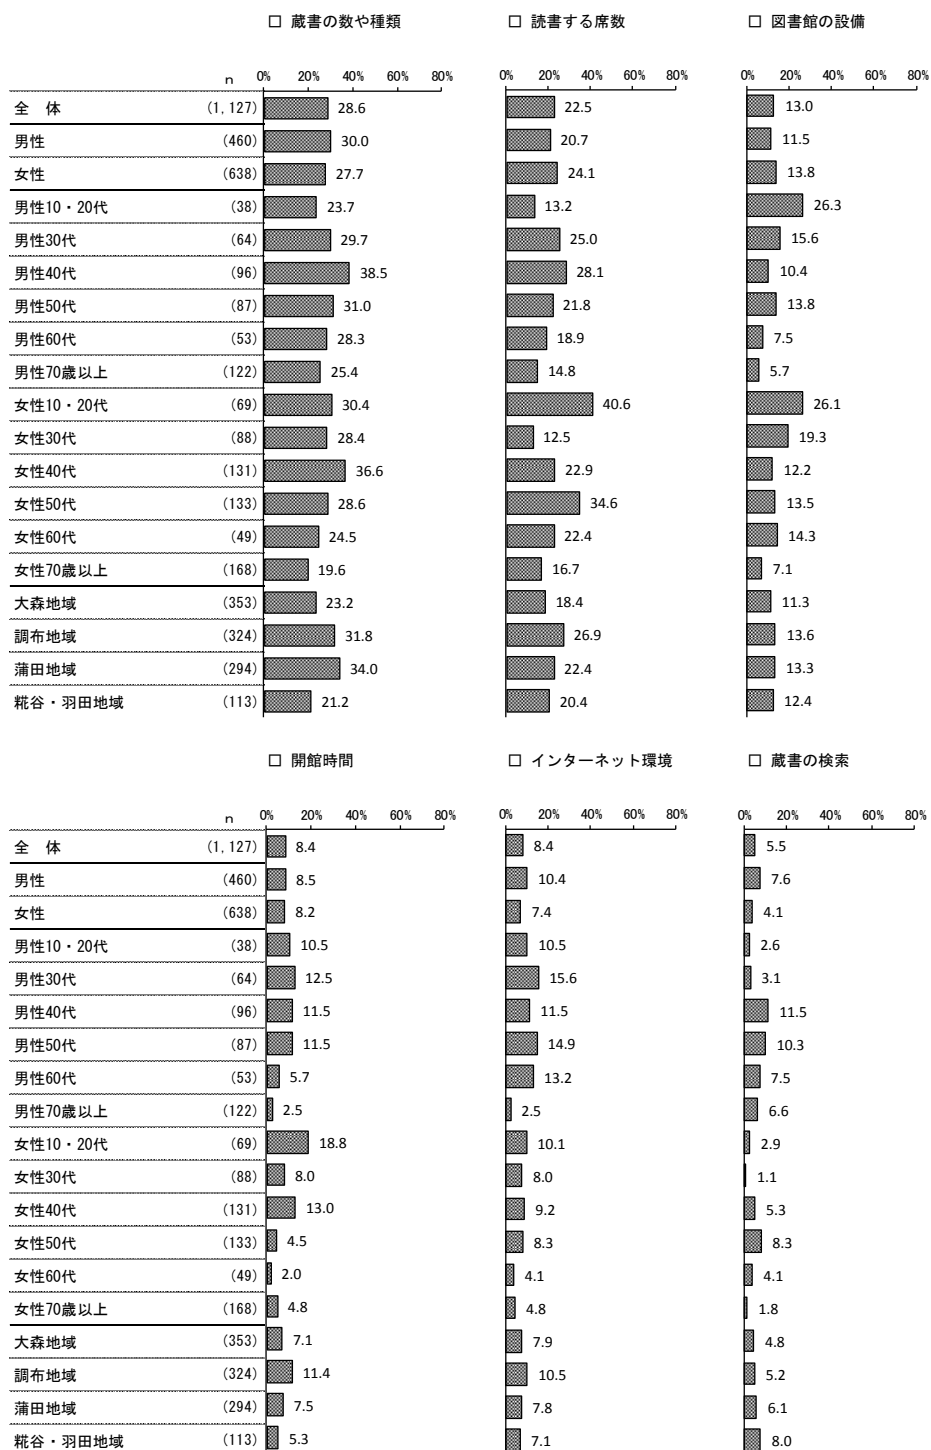 □ 蔵書の数や種類 □ 読書する席数 □ 図書館の設備
n 0% 20% 40% 60% 80% 0% 20% 40% 60% 80% 0% 20% 40% 60% 80%
全 体 (1,127) 28.6 22.5 13.0
男性 (460) 30.0 20.7 11.5
女性 (638) 27.7 24.1 13.8
男性10・20代 (38) 23.7 13.2 26.3
男性30代 (64) 29.7 25.0 15.6
男性40代 (96) 38.5 28.1 10.4
男性50代 (87) 31.0 21.8 13.8
男性60代 (53) 28.3 18.9 7.5
男性70歳以上 (122) 25.4 14.8 5.7
女性10・20代 (69) 30.4 40.6 26.1
女性30代 (88) 28.4 12.5 19.3
女性40代 (131) 36.6 22.9 12.2
女性50代 (133) 28.6 34.6 13.5
女性60代 (49) 24.5 22.4 14.3
女性70歳以上 (168) 19.6 16.7 7.1
大森地域 (353) 23.2 18.4 11.3
調布地域 (324) 31.8 26.9 13.6
蒲田地域 (294) 34.0 22.4 13.3
糀谷・羽田地域 (113) 21.2 20.4 12.4
□ 開館時間 □ インターネット環境 □ 蔵書の検索
n 0% 20% 40% 60% 80% 0% 20% 40% 60% 80% 0% 20% 40% 60% 80%
全 体 (1,127) 8.4 8.4 5.5
男性 (460) 8.5 10.4 7.6
女性 (638) 8.2 7.4 4.1
男性10・20代 (38) 10.5 10.5 2.6
男性30代 (64) 12.5 15.6 3.1
男性40代 (96) 11.5 11.5 11.5
男性50代 (87) 11.5 14.9 10.3
男性60代 (53) 5.7 13.2 7.5
男性70歳以上 (122) 2.5 2.5 6.6
女性10・20代 (69) 18.8 10.1 2.9
女性30代 (88) 8.0 8.0 1.1
女性40代 (131) 13.0 9.2 5.3
女性50代 (133) 4.5 8.3 8.3
女性60代 (49) 2.0 4.1 4.1
女性70歳以上 (168) 4.8 4.8 1.8
大森地域 (353) 7.1 7.9 4.8
調布地域 (324) 11.4 10.5 5.2
蒲田地域 (294) 7.5 7.8 6.1
糀谷・羽田地域 (113) 5.3 7.1 8.0